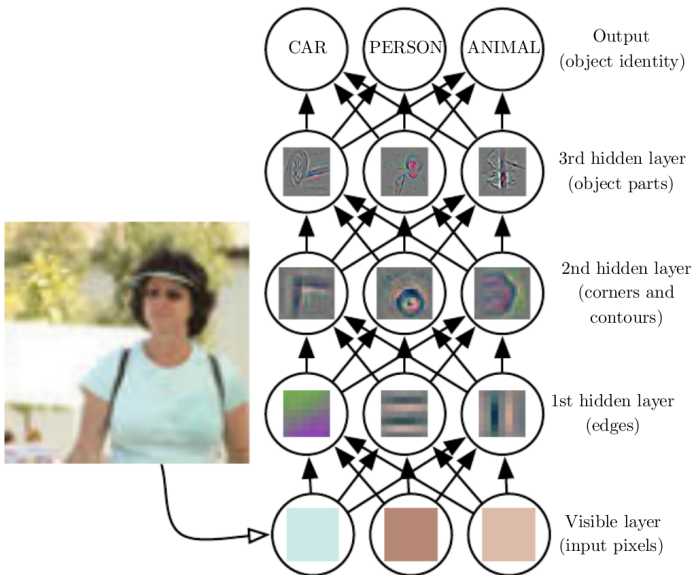 CAR
PERSON
ANIMAL
Output
(object identity)
3rd hidden layer
(object parts)
2nd hidden layer
(corners and
contours)
1st hidden layer
(edges)
Visible layer
(input pixels)